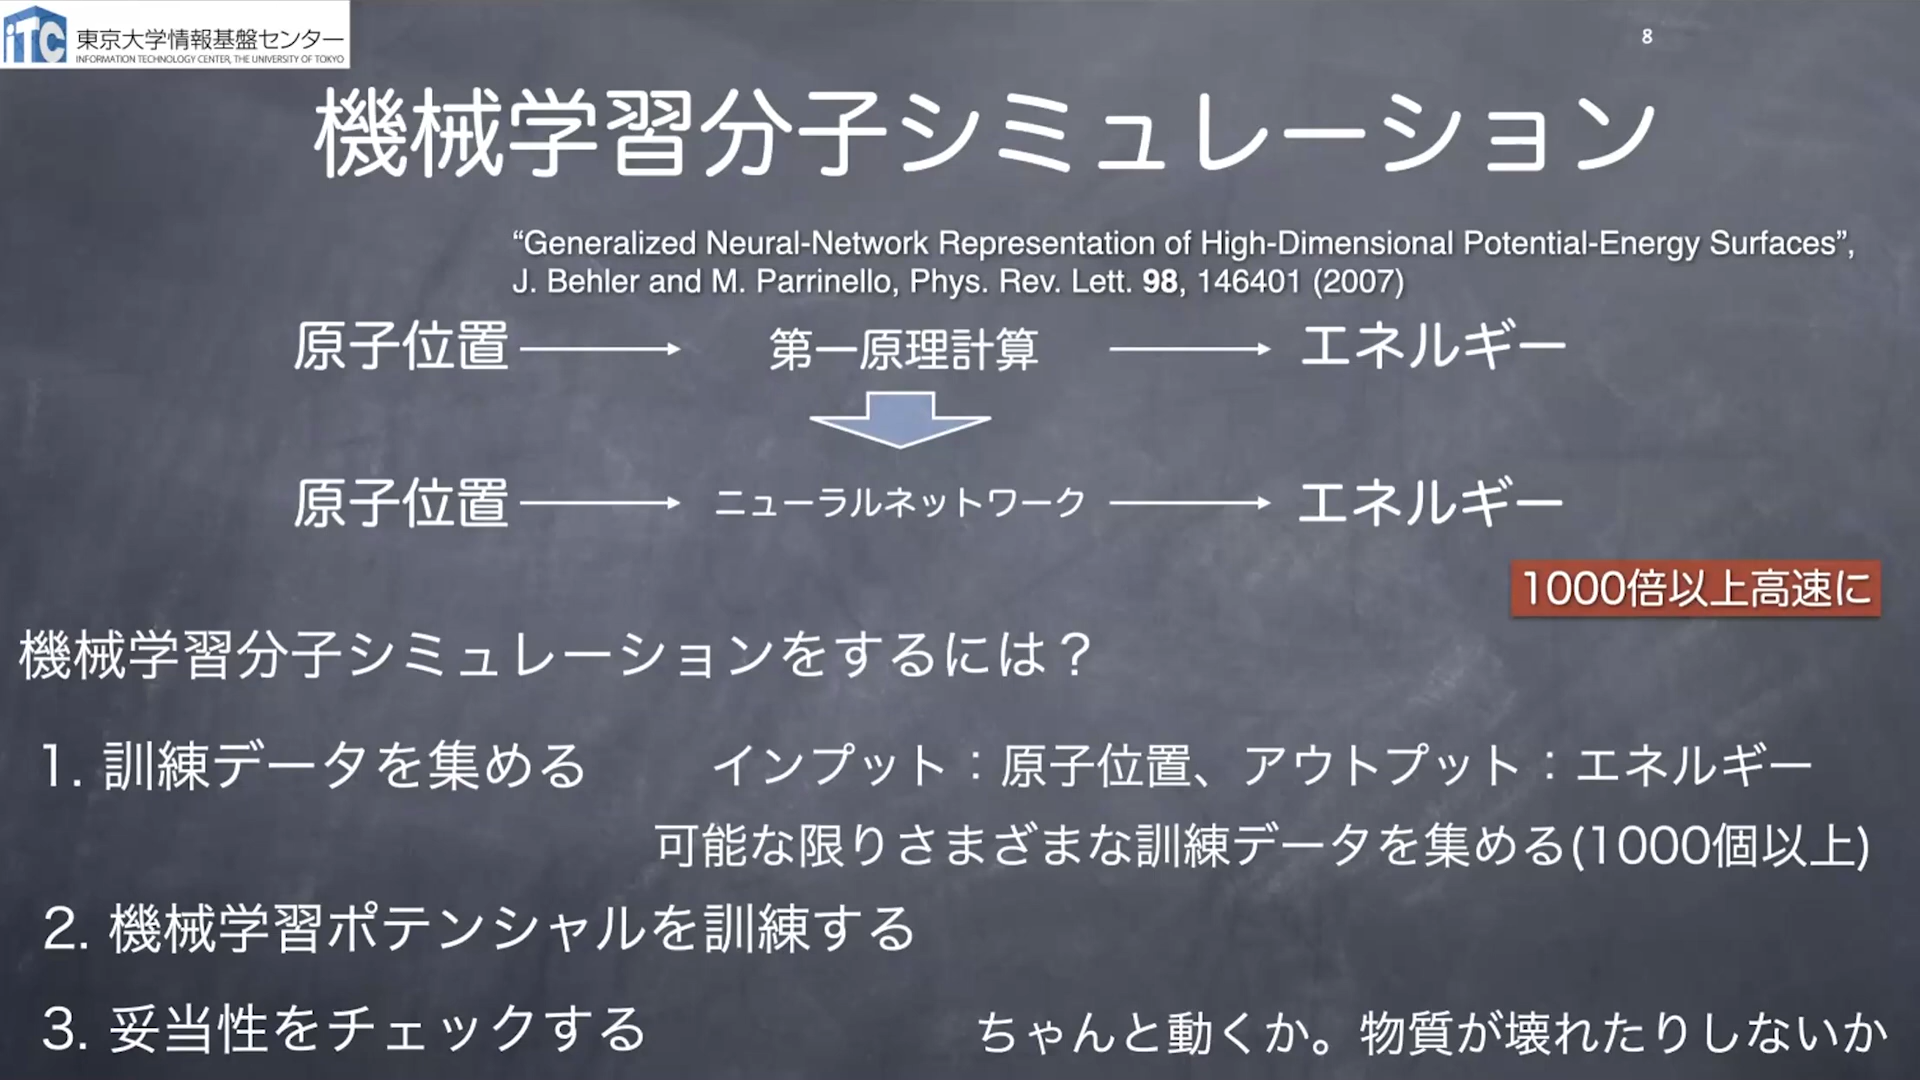 東京大学情報基盤センター
INFORMATION TECHNOLOGY CENTER, THE UNIVERSITY OF TOKYO
8
機械学習分子シミュレーション
“Generalized Neural-Network Representation of High-Dimensional Potential-Energy Surfaces”,
J. Behler and M. Parrinello, Phys. Rev. Lett. 98, 146401 (2007)
原子位置 第一原理計算 エネルギー
原子位置 ニューラルネットワーク エネルギー
1000倍以上高速に
機械学習分子シミュレーションをするには？
1. 訓練データを集める インプット：原子位置、アウトプット：エネルギー
可能な限りさまざまな訓練データを集める(1000個以上)
2. 機械学習ポテンシャルを訓練する
3. 妥当性をチェックする ちゃんと動くか。物質が壊れたりしないか